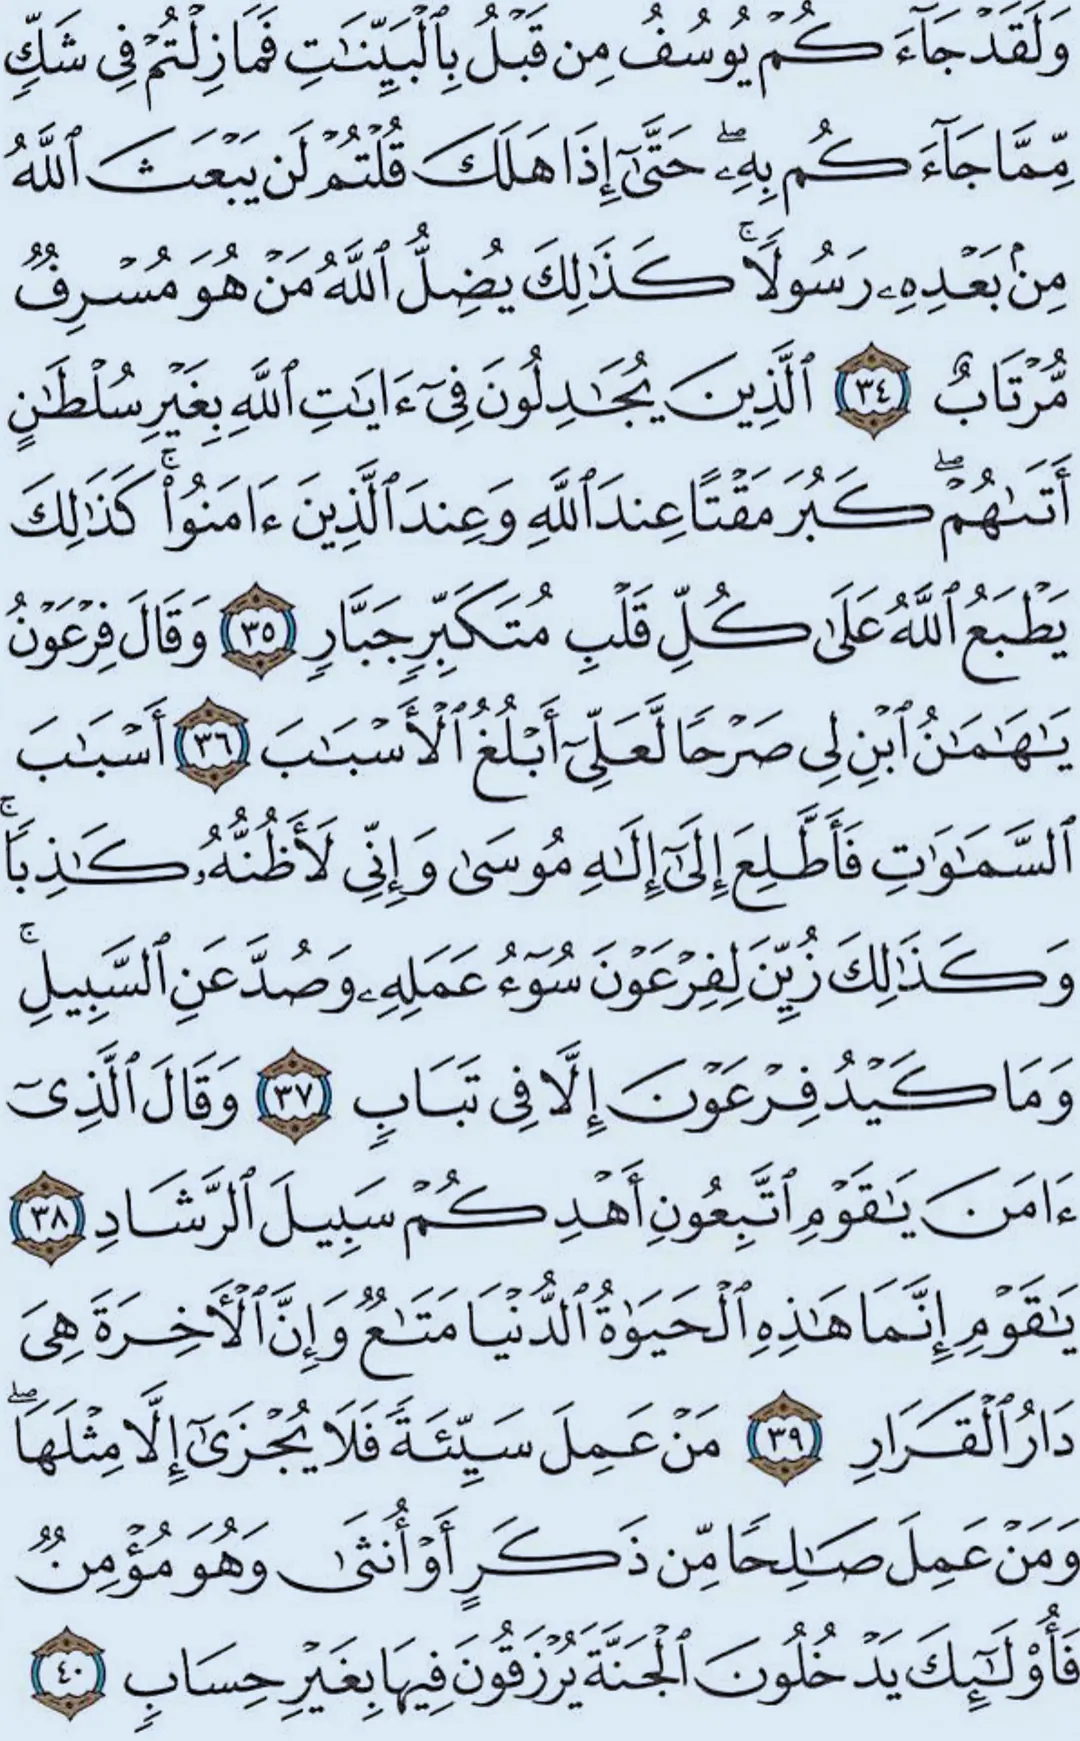 وَلَقَدْ جَآءَكُمْ يُوسُفُ مِن قَبْلُ بِٱلْبَيِّنَٰتِ فَمَا زِلْتُمْ فِى شَكٍّ
مِّمَّا جَآءَكُم بِهِۦۖ حَتَّىٰٓ إِذَا هَلَكَ قُلْتُمْ لَن يَبْعَثَ ٱللَّهُ
مِنۢ بَعْدِهِۦ رَسُولًاۚ كَذَٰلِكَ يُضِلُّ ٱللَّهُ مَنْ هُوَ مُسْرِفٌ
مُّرْتَابٌ ٣٤ ٱلَّذِينَ يُجَٰدِلُونَ فِىٓ ءَايَٰتِ ٱللَّهِ بِغَيْرِ سُلْطَٰنٍ
أَتَىٰهُمْۖ كَبُرَ مَقْتًا عِندَ ٱللَّهِ وَعِندَ ٱلَّذِينَ ءَامَنُوا۟ۚ كَذَٰلِكَ
يَطْبَعُ ٱللَّهُ عَلَىٰ كُلِّ قَلْبِ مُتَكَبِّرٍ جَبَّارٍ ٣٥ وَقَالَ فِرْعَوْنُ
يَٰهَٰمَٰنُ ٱبْنِ لِى صَرْحًا لَّعَلِّىٓ أَبْلُغُ ٱلْأَسْبَٰبَ ٣٦ أَسْبَٰبَ
ٱلسَّمَٰوَٰتِ فَأَطَّلِعَ إِلَىٰٓ إِلَٰهِ مُوسَىٰ وَإِنِّى لَأَظُنُّهُۥ كَٰذِبًاۚ
وَكَذَٰلِكَ زُيِّنَ لِفِرْعَوْنَ سُوٓءُ عَمَلِهِۦ وَصُدَّ عَنِ ٱلسَّبِيلِۚ
وَمَا كَيْدُ فِرْعَوْنَ إِلَّا فِى تَبَابٍ ٣٧ وَقَالَ ٱلَّذِىٓ
ءَامَنَ يَٰقَوْمِ ٱتَّبِعُونِ أَهْدِكُمْ سَبِيلَ ٱلرَّشَادِ ٣٨
يَٰقَوْمِ إِنَّمَا هَٰذِهِ ٱلْحَيَوٰةُ ٱلدُّنْيَا مَتَٰعٌ وَإِنَّ ٱلْأَخِرَةَ هِىَ
دَارُ ٱلْقَرَارِ ٣٩ مَنْ عَمِلَ سَيِّئَةً فَلَا يُجْزَىٰٓ إِلَّا مِثْلَهَاۖ
وَمَنْ عَمِلَ صَٰلِحًا مِّن ذَكَرٍ أَوْ أُنثَىٰ وَهُوَ مُؤْمِنٌ
فَأُو۟لَٰٓئِكَ يَدْخُلُونَ ٱلْجَنَّةَ يُرْزَقُونَ فِيهَا بِغَيْرِ حِسَابٍ ٤٠